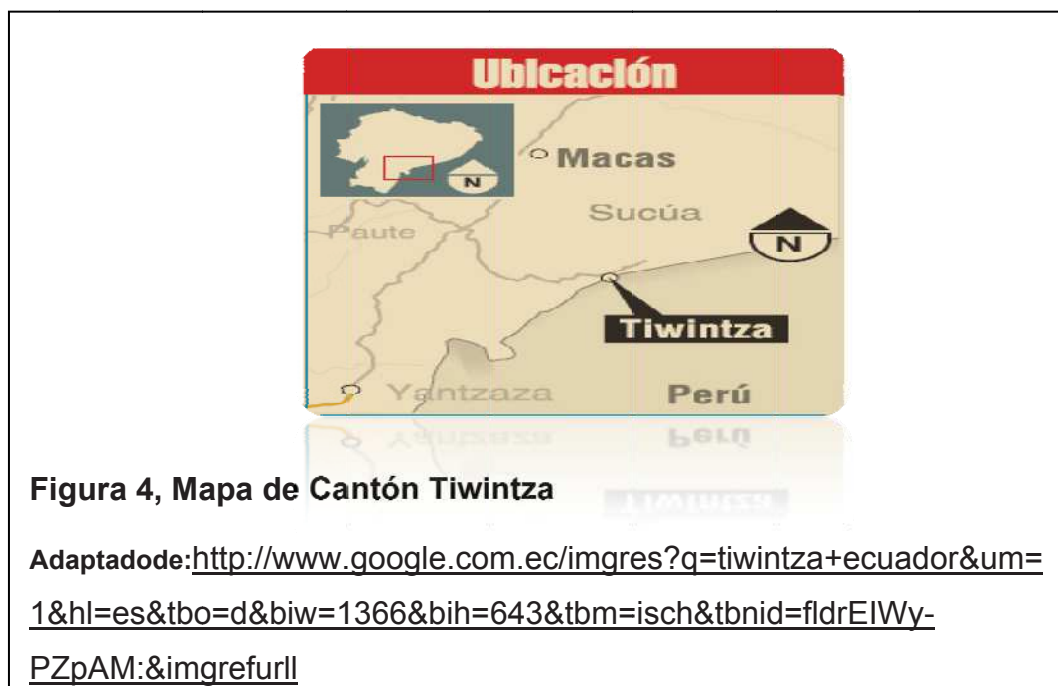 Ubicación
N
Macas
Sucúa
Paute
N
Tiwintza
Yantzaza
Perú
Figura 4, Mapa de Cantón Tiwintza
Adaptadode:http://www.google.com.ec/imgres?q=tiwintza+ecuador&um=
1&hl=es&tbo=d&biw=1366&bih=643&tbm=isch&tbnid=fldrEIWy-
PZpAM:&imgrefurll